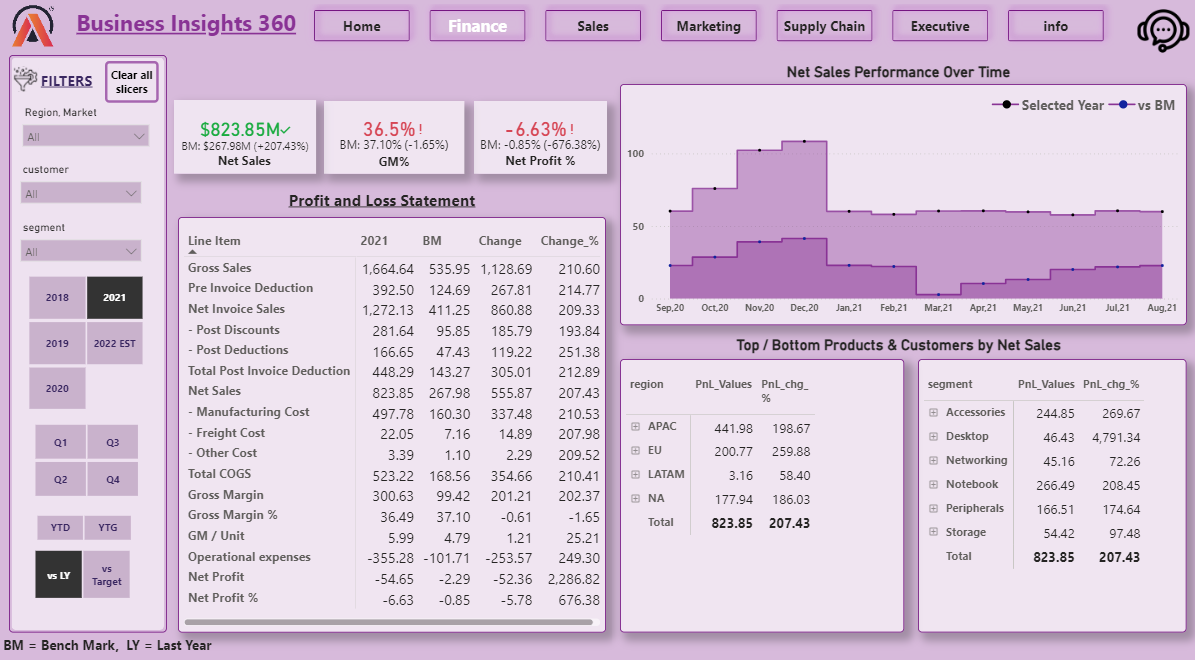 Business Insights 360
Home
Finance
Sales
Marketing
Supply Chain
Executive
info
FILTERS
Clear all
slicers
Region, Market
All
customer
All
segment
All
2018
2021
2019
2022 EST
2020
Q1
Q3
Q2
Q4
YTD
YTG
vs LY
vs
Target
$823.85M✓
BM: $267.98M (+207.43%)
Net Sales
36.5%!
BM: 37.10% (-1.65%)
GM%
-6.63%!
BM: -0.85% (-676.38%)
Net Profit %
Profit and Loss Statement
Line Item 2021 BM Change Change_%
Gross Sales 1,664.64 535.95 1,128.69 210.60
Pre Invoice Deduction 392.50 124.69 267.81 214.77
Net Invoice Sales 1,272.13 411.25 860.88 209.33
- Post Discounts 281.64 95.85 185.79 193.84
- Post Deductions 166.65 47.43 119.22 251.38
Total Post Invoice Deduction 448.29 143.27 305.01 212.89
Net Sales 823.85 267.98 555.87 207.43
- Manufacturing Cost 497.78 160.30 337.48 210.53
- Freight Cost 22.05 7.16 14.89 207.98
- Other Cost 3.39 1.10 2.29 209.52
Total COGS 523.22 168.56 354.66 210.41
Gross Margin 300.63 99.42 201.21 202.37
Gross Margin % 36.49 37.10 -0.61 -1.65
GM / Unit 5.99 4.79 1.21 25.21
Operational expenses -355.28 -101.71 -253.57 249.30
Net Profit -54.65 -2.29 -52.36 2,286.82
Net Profit % -6.63 -0.85 -5.78 676.38
Net Sales Performance Over Time
Selected Year vs BM
100
50
0
Sep,20 Oct,20 Nov,20 Dec,20 Jan,21 Feb,21 Mar,21 Apr,21 May,21 Jun,21 Jul,21 Aug,21
Top / Bottom Products & Customers by Net Sales
region PnL_Values PnL_chg_
%
APAC 441.98 198.67
EU 200.77 259.88
LATAM 3.16 58.40
NA 177.94 186.03
Total 823.85 207.43
segment PnL_Values PnL_chg_%
Accessories 244.85 269.67
Desktop 46.43 4,791.34
Networking 45.16 72.26
Notebook 266.49 208.45
Peripherals 166.51 174.64
Storage 54.42 97.48
Total 823.85 207.43
BM = Bench Mark, LY = Last Year